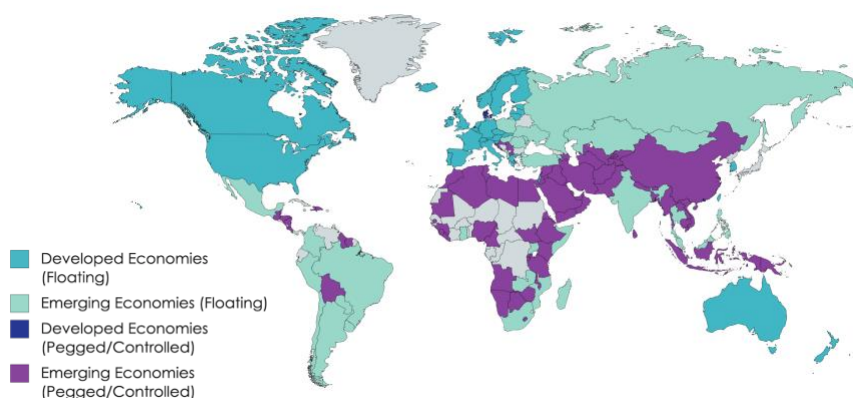 Developed Economies
(Floating)
Emerging Economies (Floating)
Developed Economies
(Pegged/Controlled)
Emerging Economies
(Pegged/Controlled)